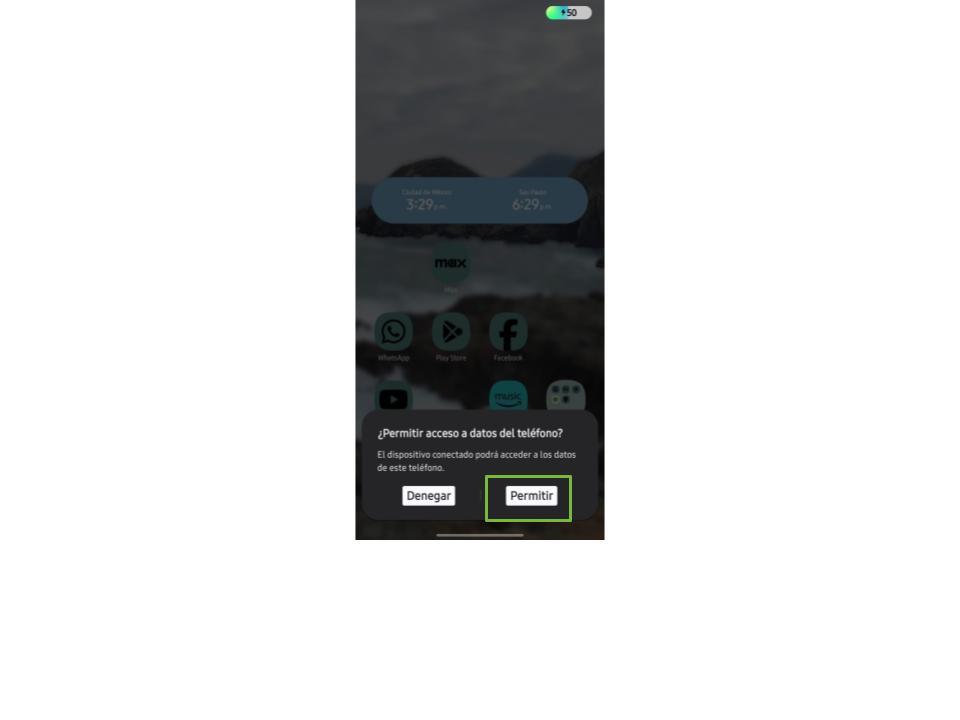 50
Ciudad de México
San Paulo
3:29 p.m.
6:29 p.m.
max
Max
WhatsApp
Play Store
Facebook
music
¿Permitir acceso a datos del teléfono?
El dispositivo conectado podrá acceder a los datos
de este teléfono.
Denegar
Permitir